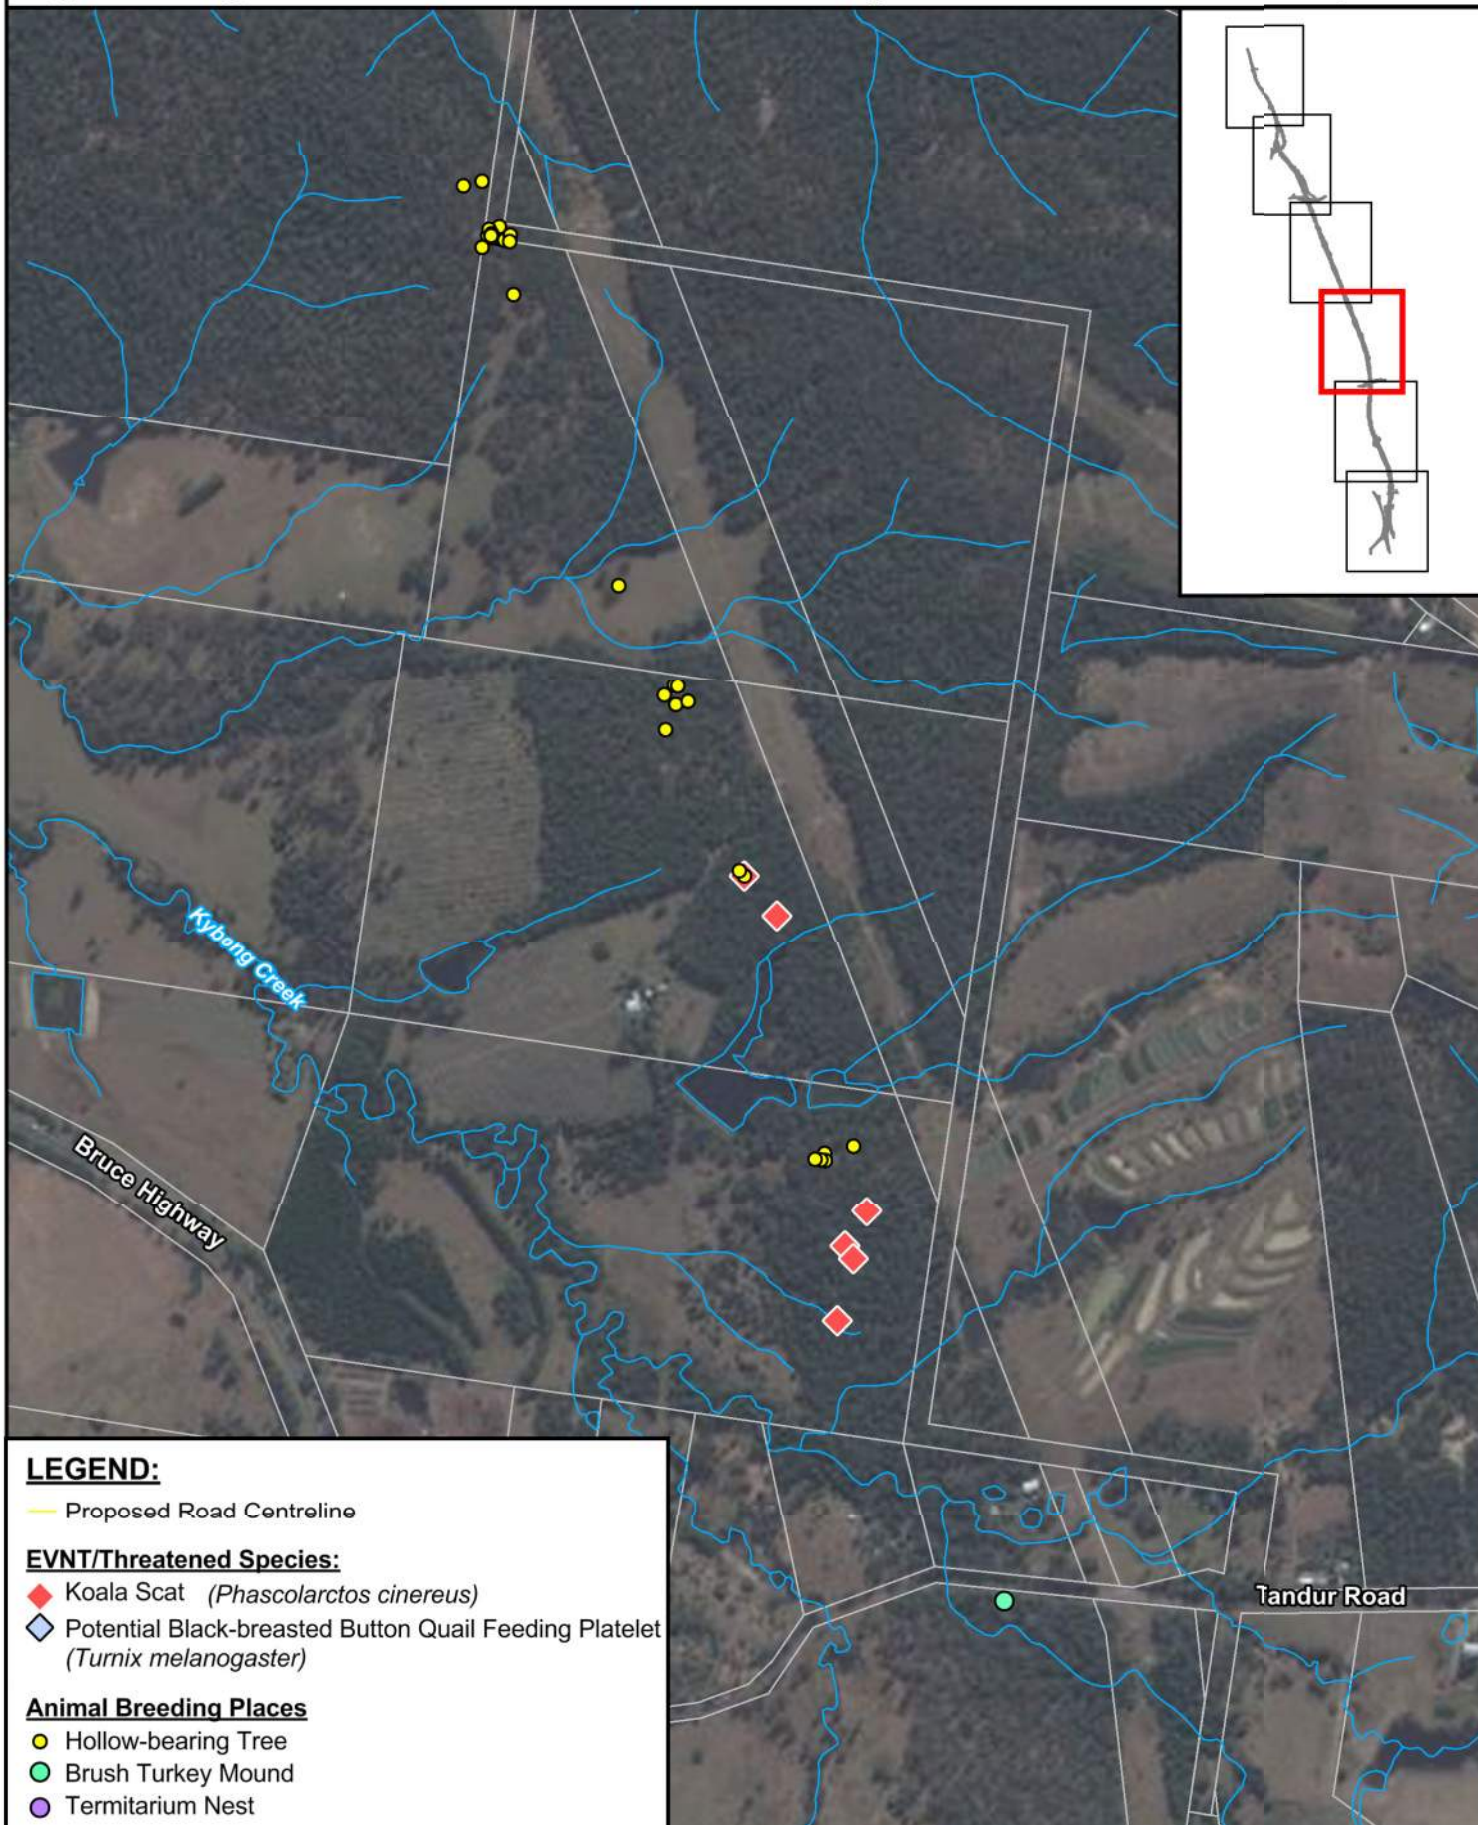 Kybong Creek
Bruce Highway
Tandur Road
LEGEND:
Proposed Road Centreline
EVNT/Threatened Species:
Koala Scat (Phascolarctos cinereus)
Potential Black-breasted Button Quail Feeding Platelet
(Turnix melanogaster)
Animal Breeding Places
Hollow-bearing Tree
Brush Turkey Mound
Termitarium Nest